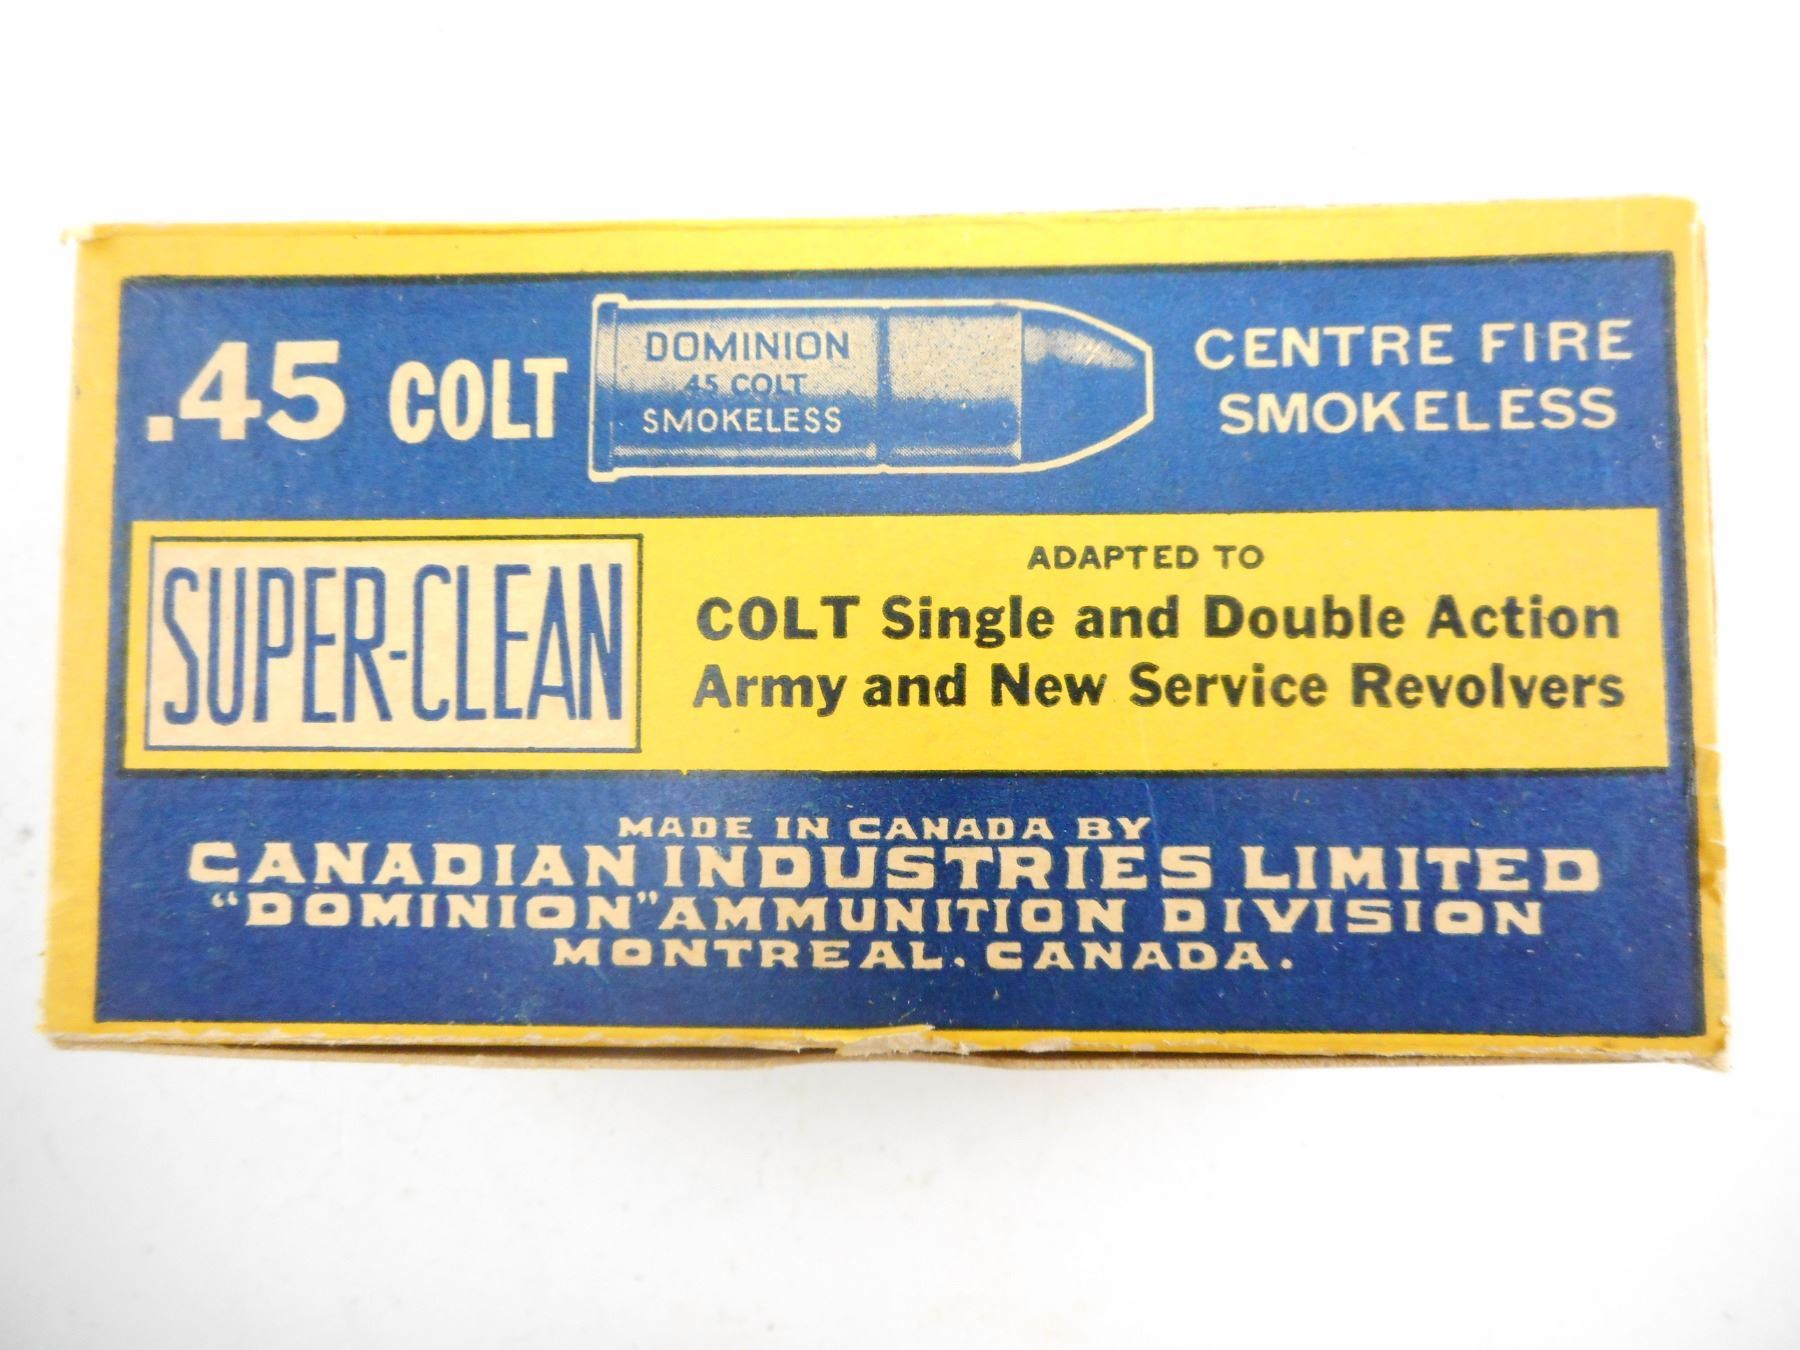 .45 COLT
DOMINION
45 COLT
SMOKELESS
CENTRE FIRE
SMOKELESS
SUPER-CLEAN
ADAPTED TO
COLT Single and Double Action
Army and New Service Revolvers
MADE IN CANADA BY
CANADIAN INDUSTRIES LIMITED
"DOMINION" AMMUNITION DIVISION
MONTREAL. CANADA.